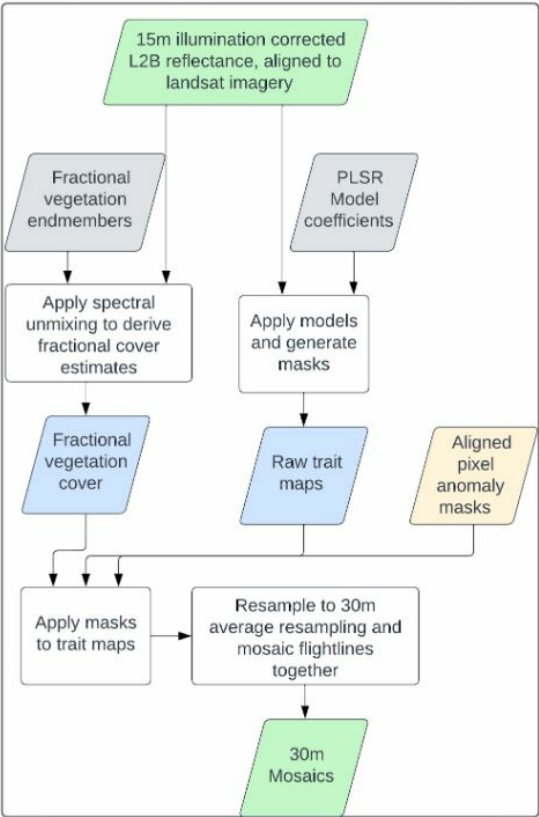 15m illumination corrected
L2B reflectance, aligned to
landsat imagery
Fractional
vegetation
endmembers
PLSR
Model
coefficients
Apply spectral
unmixing to derive
fractional cover
estimates
Apply models
and generate
masks
Fractional
vegetation
cover
Raw trait
maps
Aligned
pixel
anomaly
masks
Apply masks
to trait maps
Resample to 30m
average resampling and
mosaic flightlines
together
30m
Mosaics